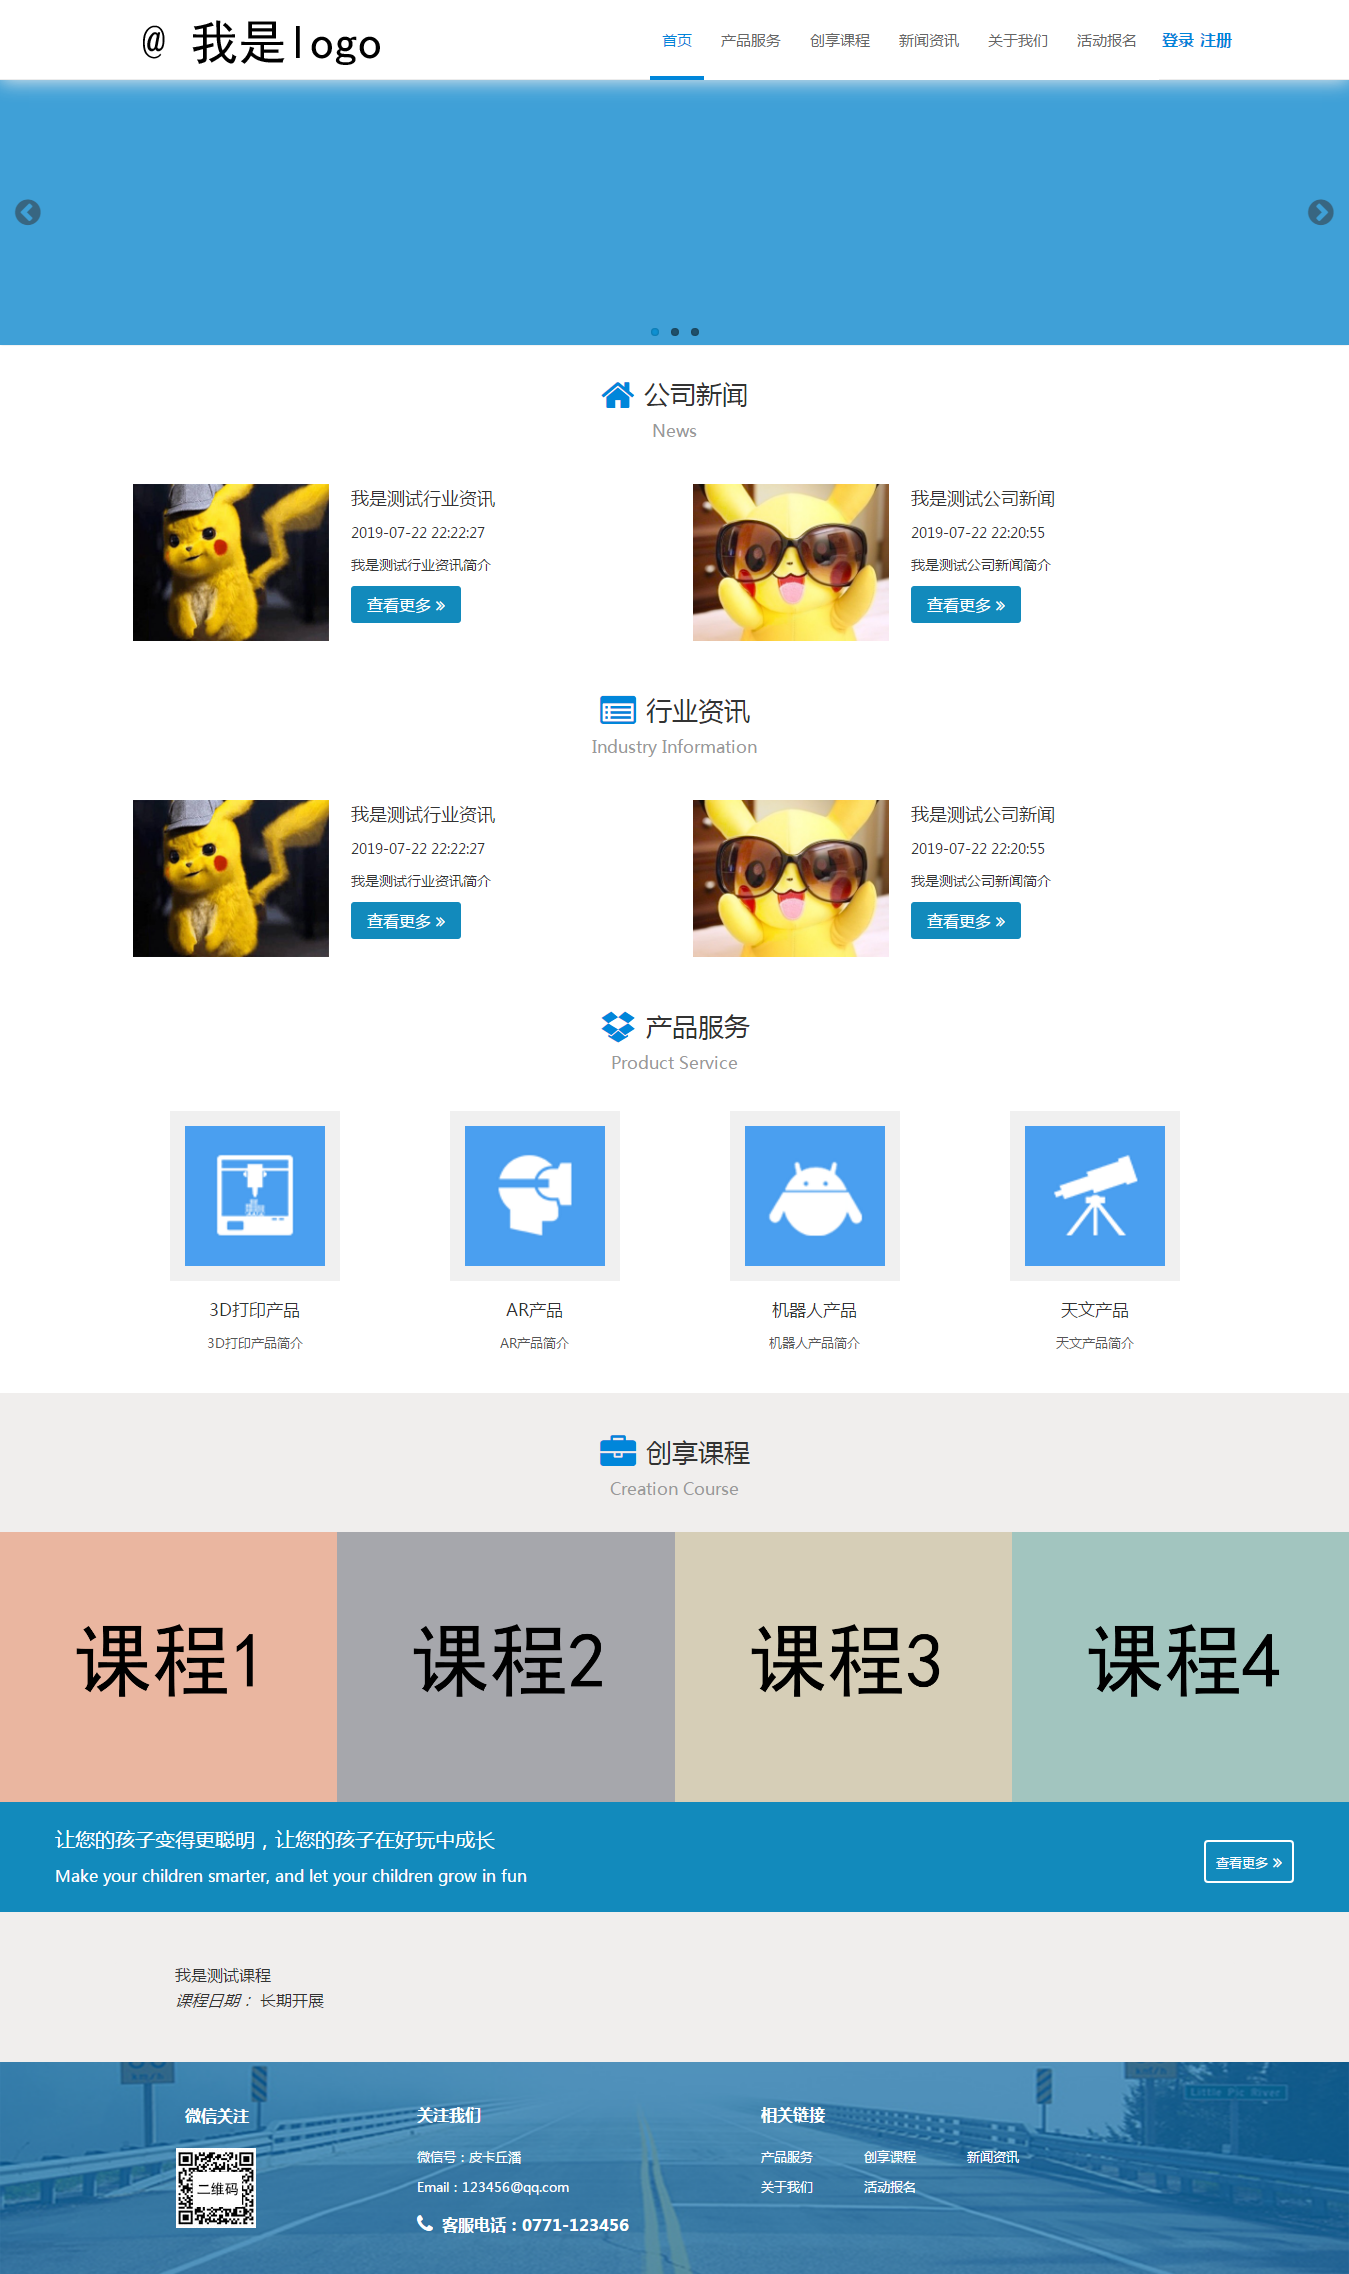 @ 我是logo
首页 产品服务 创享课程 新闻资讯 关于我们 活动报名 登录 注册
公司新闻
News
我是测试行业资讯
2019-07-22 22:22:27
我是测试行业资讯简介
查看更多
我是测试公司新闻
2019-07-22 22:20:55
我是测试公司新闻简介
查看更多
行业资讯
Industry Information
我是测试行业资讯
2019-07-22 22:22:27
我是测试行业资讯简介
查看更多
我是测试公司新闻
2019-07-22 22:20:55
我是测试公司新闻简介
查看更多
产品服务
Product Service
3D打印产品
3D打印产品简介
AR产品
AR产品简介
机器人产品
机器人产品简介
天文产品
天文产品简介
创享课程
Creation Course
课程1
课程2
课程3
课程4
让您的孩子变得更聪明，让您的孩子在好玩中成长
Make your children smarter, and let your children grow in fun
查看更多
我是测试课程
课程日期： 长期开展
微信关注
二维码
关注我们
微信号：皮卡丘潘
Email：123456@qq.com
客服电话：0771-123456
相关链接
产品服务 创享课程 新闻资讯
关于我们 活动报名
km/h
km/h
Little Pic River